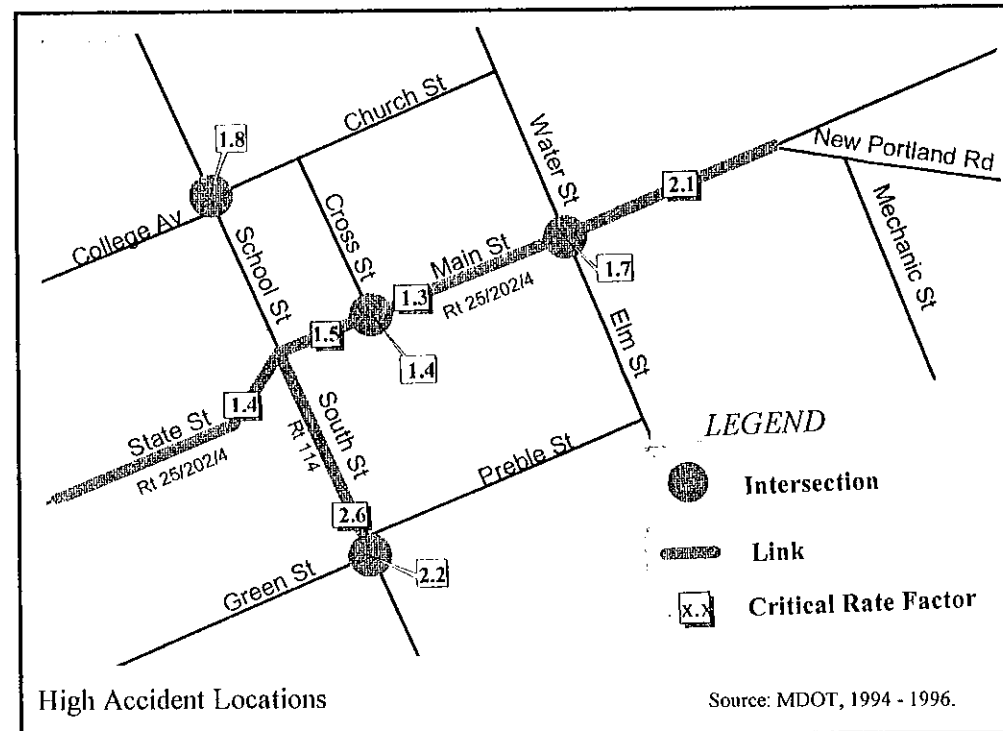 Church St
1.8
Water St
New Portland Rd
2.1
College Av
Cross St
Mechanic St
School St
Main St
Rt 25/202/4
1.7
1.3
1.5
1.4
Elm St
1.4
State St
Rt 25/202/4
South St
Rt 114
Preble St
2.6
2.2
Green St
LEGEND
Intersection
Link
x.x Critical Rate Factor
High Accident Locations
Source: MDOT, 1994 - 1996.